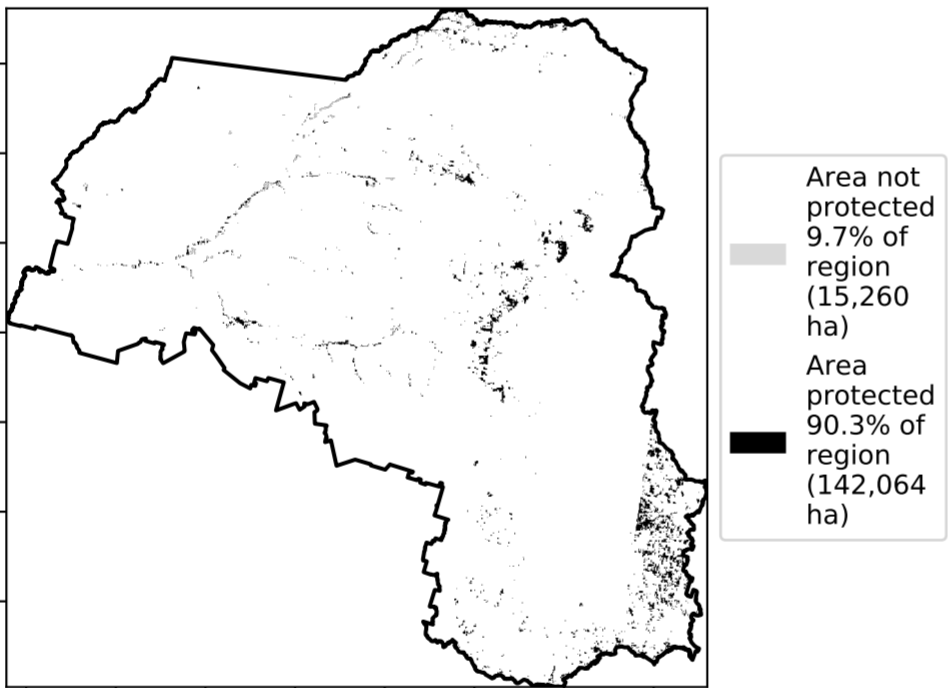 Area not
protected
9.7% of
region
(15,260
ha)
Area
protected
90.3% of
region
(142,064
ha)